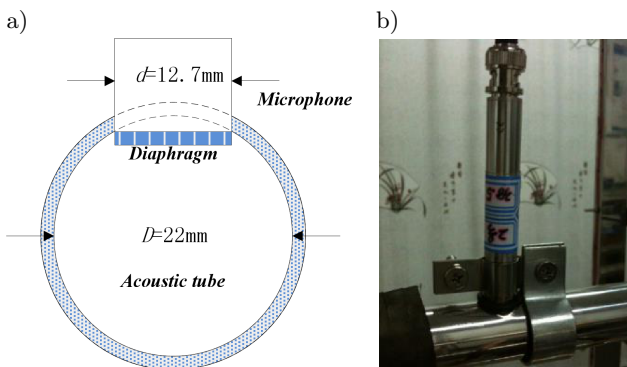 a)
d=12.7mm
Microphone
Diaphragm
D=22mm
Acoustic tube
b)